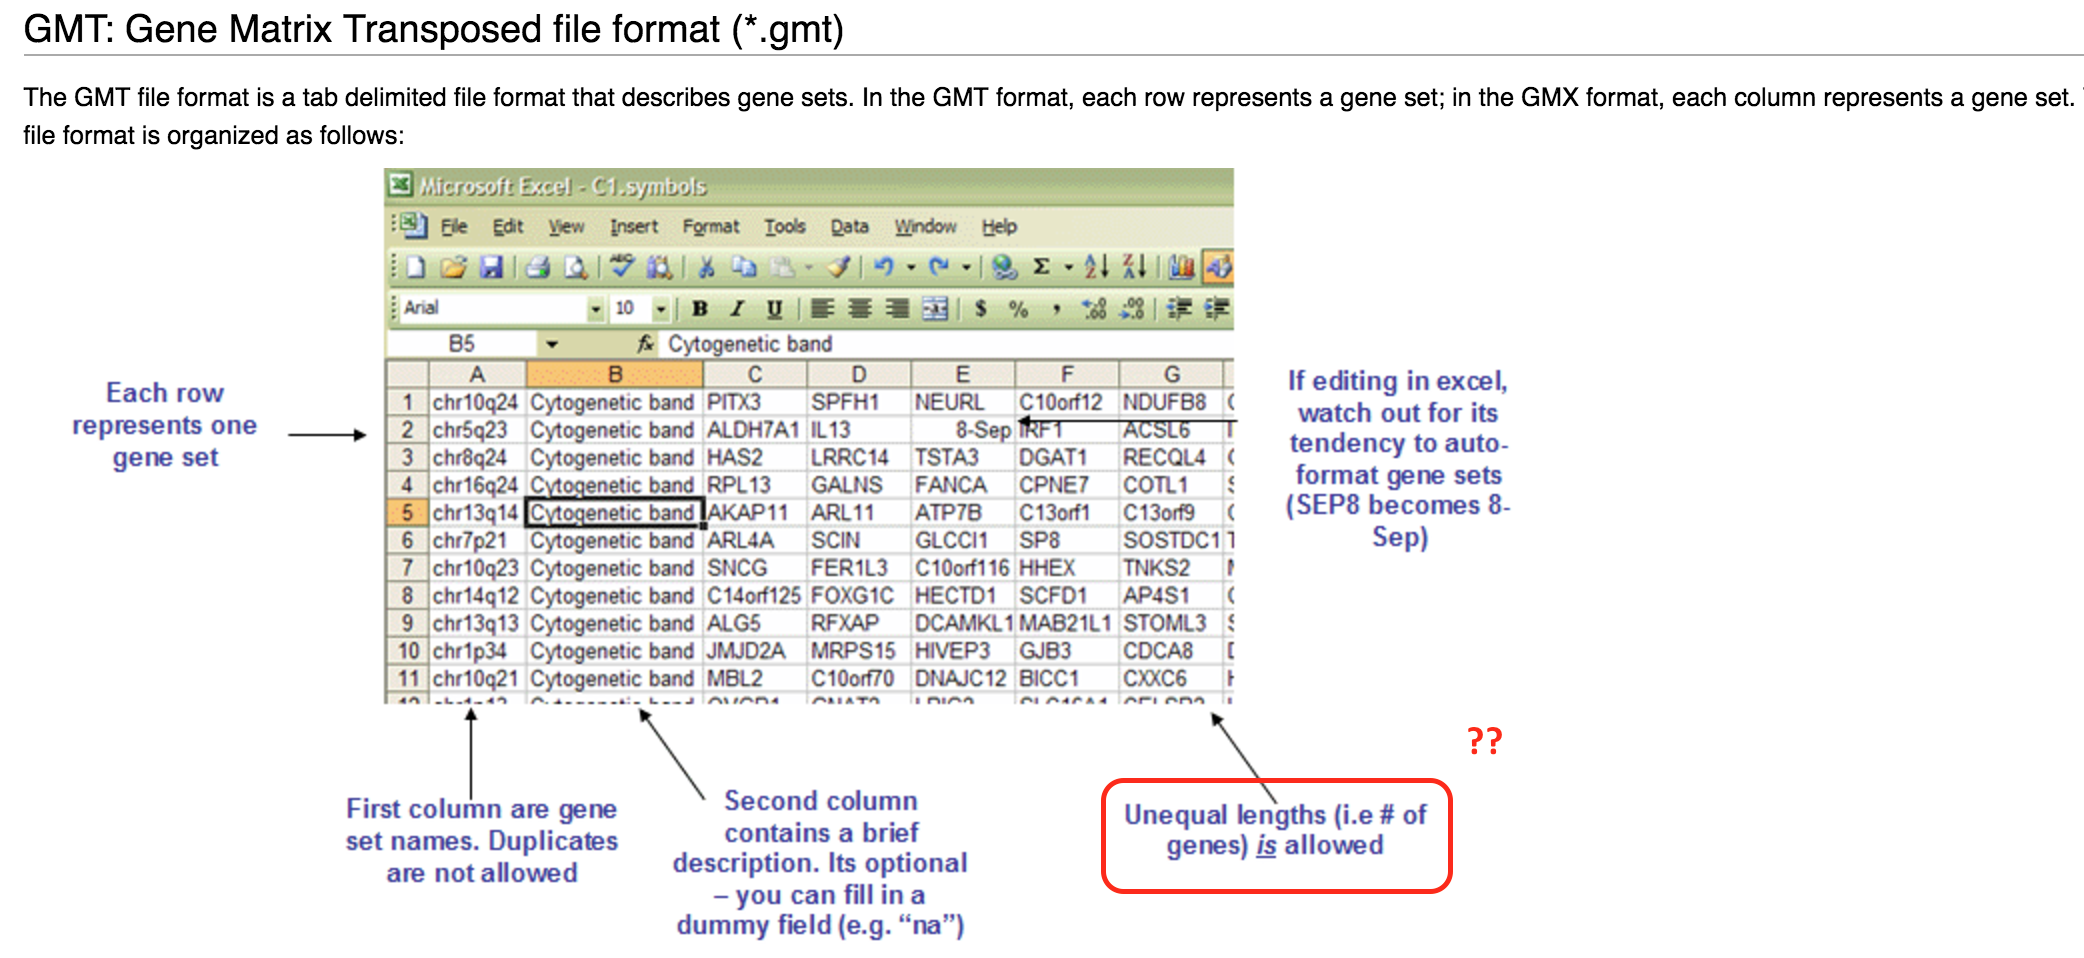 GMT: Gene Matrix Transposed file format (*.gmt)
The GMT file format is a tab delimited file format that describes gene sets. In the GMT format, each row represents a gene set; in the GMX format, each column represents a gene set.
file format is organized as follows:
Microsoft Excel - C1.symbols
File Edit View Insert Format Tools Data Window Help
Arial 10 B I U $ % ,
B5 fx Cytogenetic band
A B C D E F G
1 chr10q24 Cytogenetic band PITX3 SPFH1 NEURL C10orf12 NDUFB8
2 chr5q23 Cytogenetic band ALDH7A1 IL13 8-Sep IRF1 ACSL6
3 chr8q24 Cytogenetic band HAS2 LRRC14 TSTA3 DGAT1 RECQL4
4 chr16q24 Cytogenetic band RPL13 GALNS FANCA CPNE7 COTL1
5 chr13q14 Cytogenetic band AKAP11 ARL11 ATP7B C13orf1 C13orf9
6 chr7p21 Cytogenetic band ARL4A SCIN GLCCI1 SP8 SOSTDC1
7 chr10q23 Cytogenetic band SNCG FER1L3 C10orf116 HHEX TNKS2
8 chr14q12 Cytogenetic band C14orf125 FOXG1C HECTD1 SCFD1 AP4S1
9 chr13q13 Cytogenetic band ALG5 RFXAP DCAMKL1 MAB21L1 STOML3
10 chr1p34 Cytogenetic band JMJD2A MRPS15 HIVEP3 GJB3 CDCA8
11 chr10q21 Cytogenetic band MBL2 C10orf70 DNAJC12 BICC1 CXXC6
Each row
represents one
gene set
If editing in excel,
watch out for its
tendency to auto-
format gene sets
(SEP8 becomes 8-
Sep)
First column are gene
set names. Duplicates
are not allowed
Second column
contains a brief
description. Its optional
– you can fill in a
dummy field (e.g. “na”)
??
Unequal lengths (i.e # of
genes) is allowed